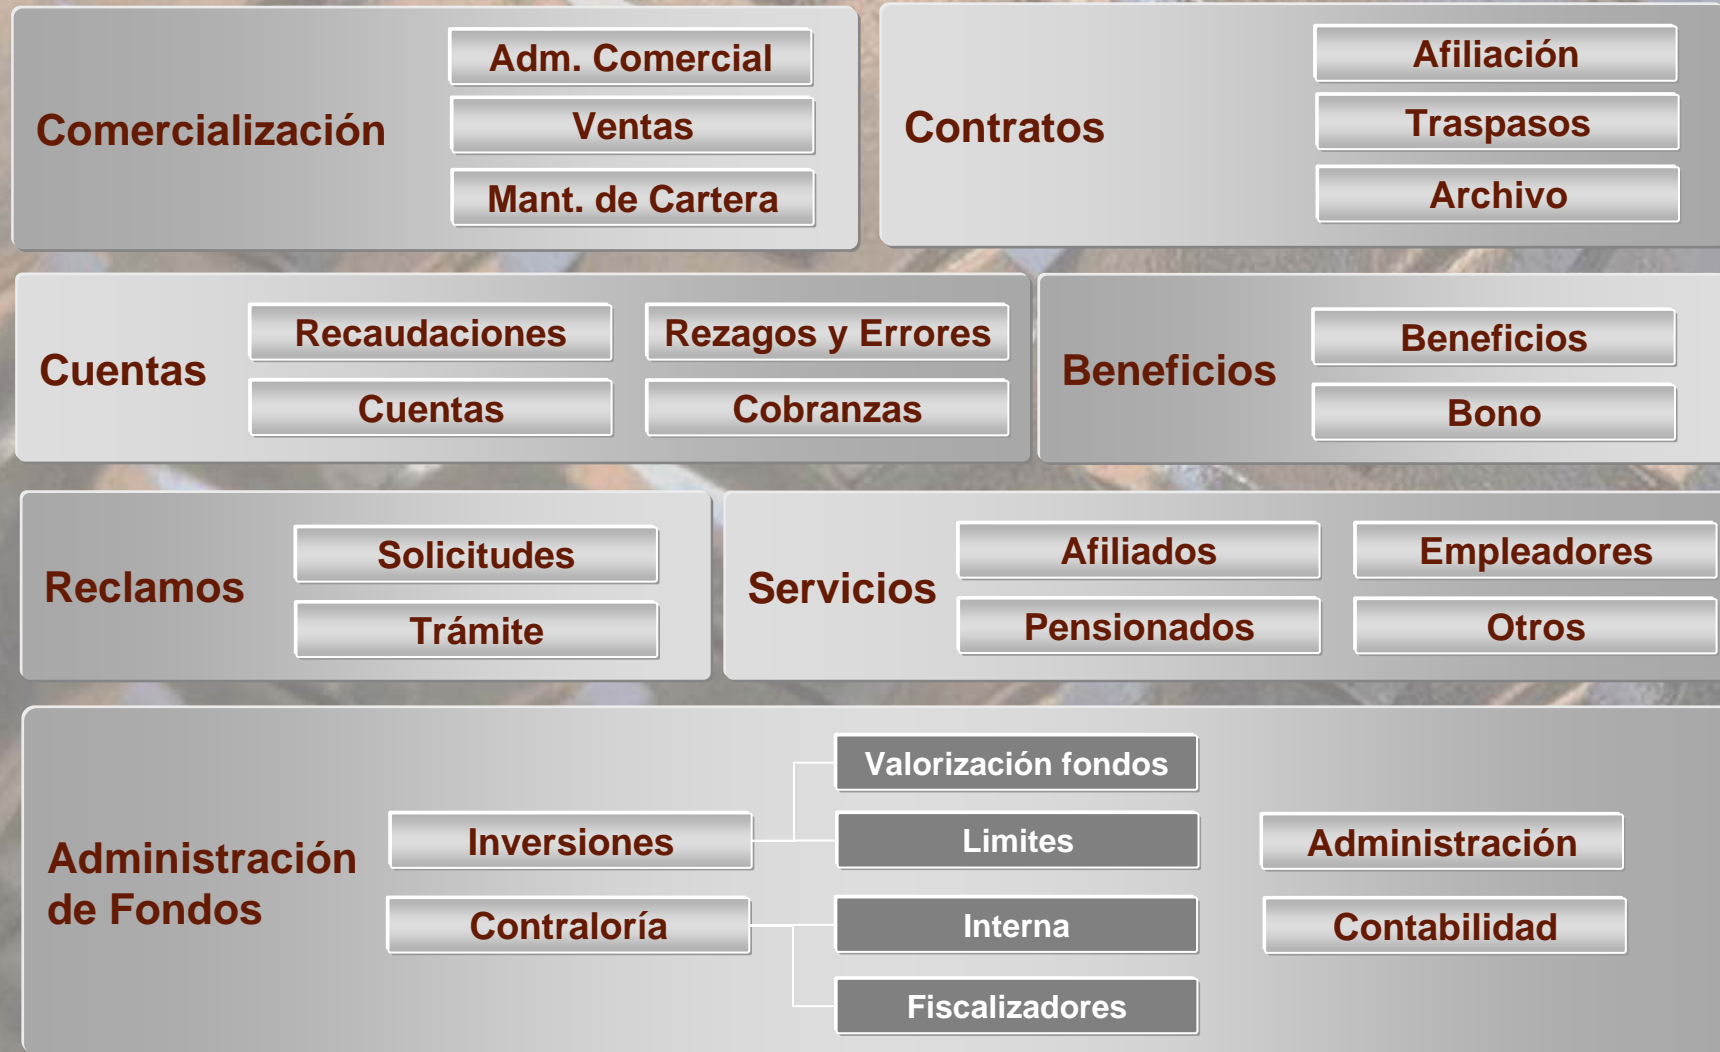 Comercialización
Adm. Comercial
Ventas
Mant. de Cartera
Contratos
Afiliación
Traspasos
Archivo
Cuentas
Recaudaciones
Rezagos y Errores
Cuentas
Cobranzas
Beneficios
Beneficios
Bono
Reclamos
Solicitudes
Trámite
Servicios
Afiliados
Empleadores
Pensionados
Otros
Administración
de Fondos
Inversiones
Contraloría
Valorización fondos
Limites
Interna
Fiscalizadores
Administración
Contabilidad